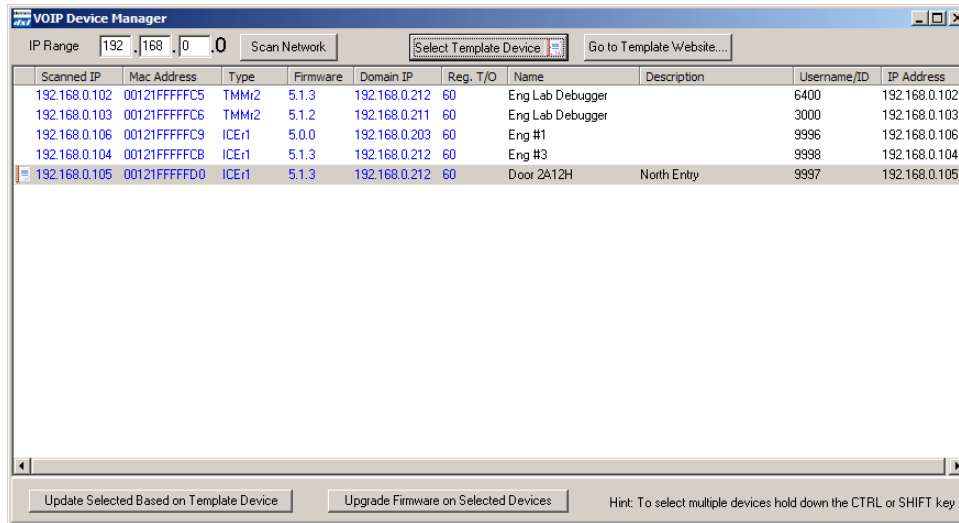 VOIP Device Manager
IP Range 192 . 168 . 0 .0 Scan Network Select Template Device Go to Template Website....
Scanned IP Mac Address Type Firmware Domain IP Reg. T/O Name Description Username/ID IP Address
192.168.0.102 00121FFFFFC5 TMMr2 5.1.3 192.168.0.212 60 Eng Lab Debugger 6400 192.168.0.102
192.168.0.103 00121FFFFFC6 TMMr2 5.1.2 192.168.0.211 60 Eng Lab Debugger 3000 192.168.0.103
192.168.0.106 00121FFFFFC9 ICEr1 5.0.0 192.168.0.203 60 Eng #1 9996 192.168.0.106
192.168.0.104 00121FFFFFCB ICEr1 5.1.3 192.168.0.212 60 Eng #3 9998 192.168.0.104
192.168.0.105 00121FFFFFD0 ICEr1 5.1.3 192.168.0.212 60 Door 2A12H North Entry 9997 192.168.0.105
Update Selected Based on Template Device Upgrade Firmware on Selected Devices Hint: To select multiple devices hold down the CTRL or SHIFT key